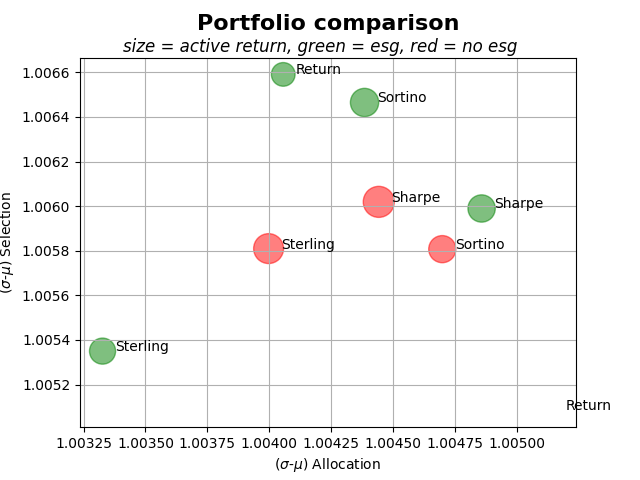 Portfolio comparison
size = active return, green = esg, red = no esg
(σ-μ) Selection
1.0066
1.0064
1.0062
1.0060
1.0058
1.0056
1.0054
1.0052
Return
Sortino
Sharpe
Sharpe
Sterling
Sortino
Sterling
Return
1.00325 1.00350 1.00375 1.00400 1.00425 1.00450 1.00475 1.00500
(σ-μ) Allocation